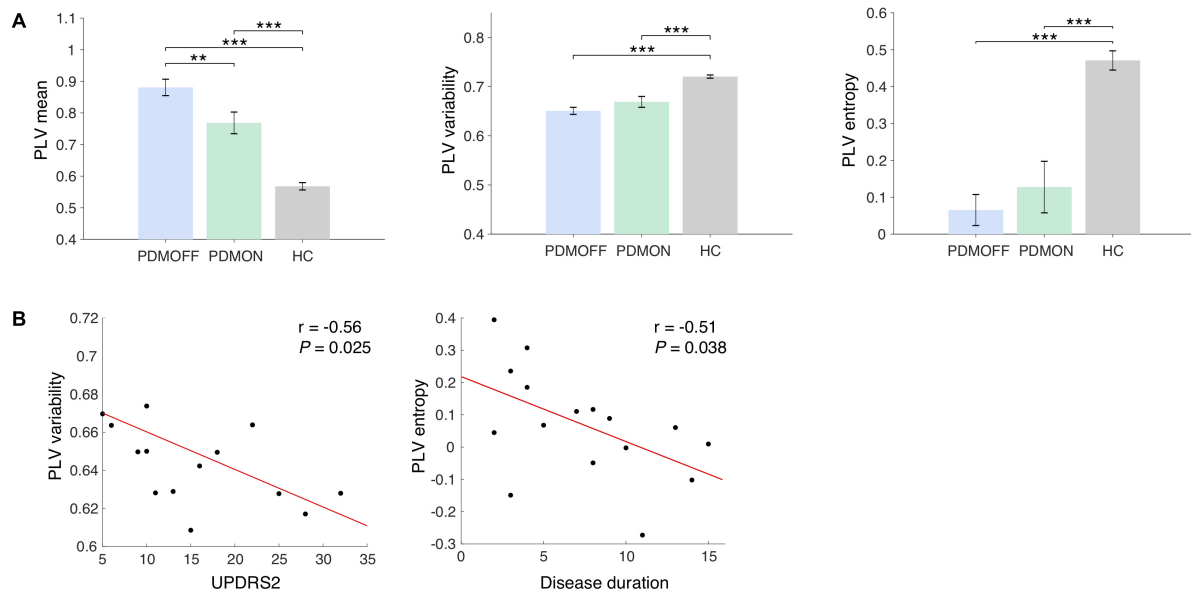 A
PLV mean
1.1
1
0.9
0.8
0.7
0.6
0.5
0.4
***
***
**
PDMOFF PDMON HC
PLV variability
0.8
0.7
0.6
0.5
0.4
***
***
PDMOFF PDMON HC
PLV entropy
0.6
0.5
0.4
0.3
0.2
0.1
0
***
***
PDMOFF PDMON HC
B
PLV variability
0.72
0.7
0.68
0.66
0.64
0.62
0.6
r = -0.56
P = 0.025
5 10 15 20 25 30 35
UPDRS2
PLV entropy
0.4
0.3
0.2
0.1
0
-0.1
-0.2
-0.3
r = -0.51
P = 0.038
0 5 10 15
Disease duration